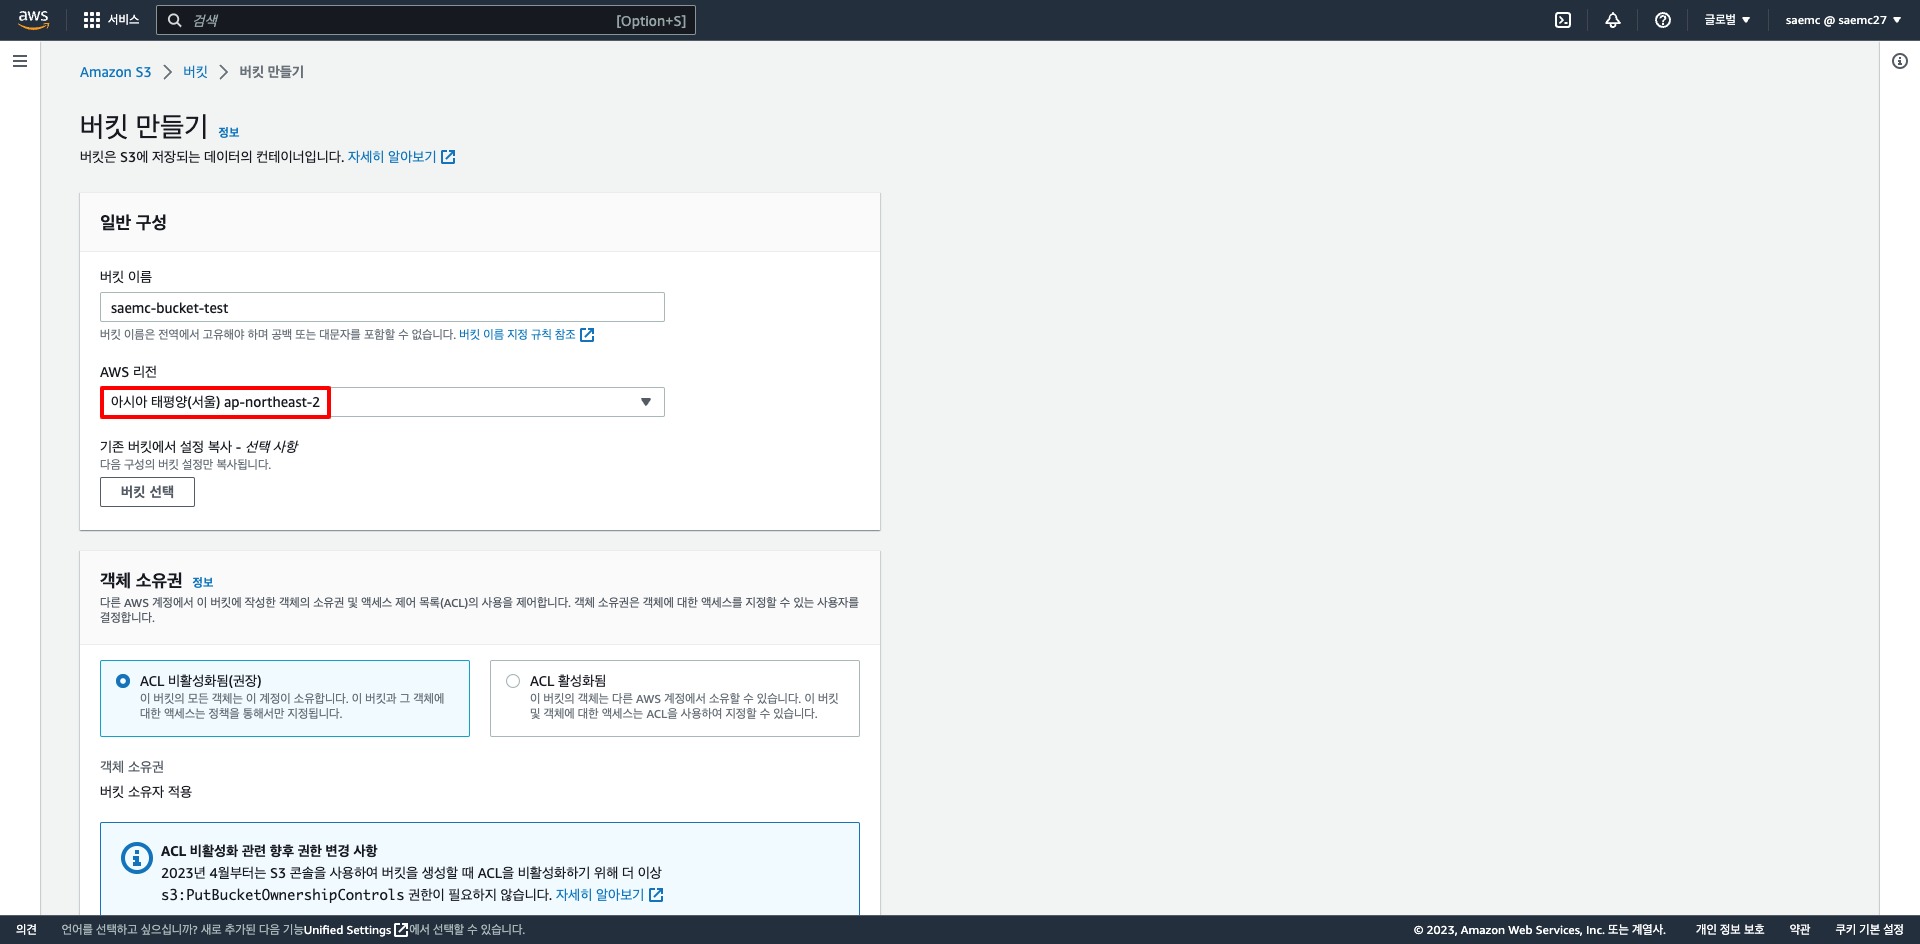 aws
서비스
검색
[Option+S]
글로벌
saemc @ saemc27
Amazon S3
버킷
버킷 만들기
버킷 만들기 정보
버킷은 S3에 저장되는 데이터의 컨테이너입니다. 자세히 알아보기
일반 구성
버킷 이름
saemc-bucket-test
버킷 이름은 전역에서 고유해야 하며 공백 또는 대문자를 포함할 수 없습니다. 버킷 이름 지정 규칙 참조
AWS 리전
아시아 태평양(서울) ap-northeast-2
기존 버킷에서 설정 복사 - 선택 사항
다음 구성의 버킷 설정만 복사됩니다.
버킷 선택
객체 소유권 정보
다른 AWS 계정에서 이 버킷에 작성한 객체의 소유권 및 액세스 제어 목록(ACL)의 사용을 제어합니다. 객체 소유권은 객체에 대한 액세스를 지정할 수 있는 사용자를
결정합니다.
ACL 비활성화됨(권장)
이 버킷의 모든 객체는 이 계정이 소유합니다. 이 버킷과 그 객체에
대한 액세스는 정책을 통해서만 지정됩니다.
ACL 활성화됨
이 버킷의 객체는 다른 AWS 계정에서 소유할 수 있습니다. 이 버킷
및 객체에 대한 액세스는 ACL을 사용하여 지정할 수 있습니다.
객체 소유권
버킷 소유자 적용
ACL 비활성화 관련 향후 권한 변경 사항
2023년 4월부터는 S3 콘솔을 사용하여 버킷을 생성할 때 ACL을 비활성화하기 위해 더 이상
s3:PutBucketOwnershipControls 권한이 필요하지 않습니다. 자세히 알아보기
의견
언어를 선택하고 싶으십니까? 새로 추가된 다음 기능Unified Settings에서 선택할 수 있습니다.
© 2023, Amazon Web Services, Inc. 또는 계열사.
개인 정보 보호
약관
쿠키 기본 설정